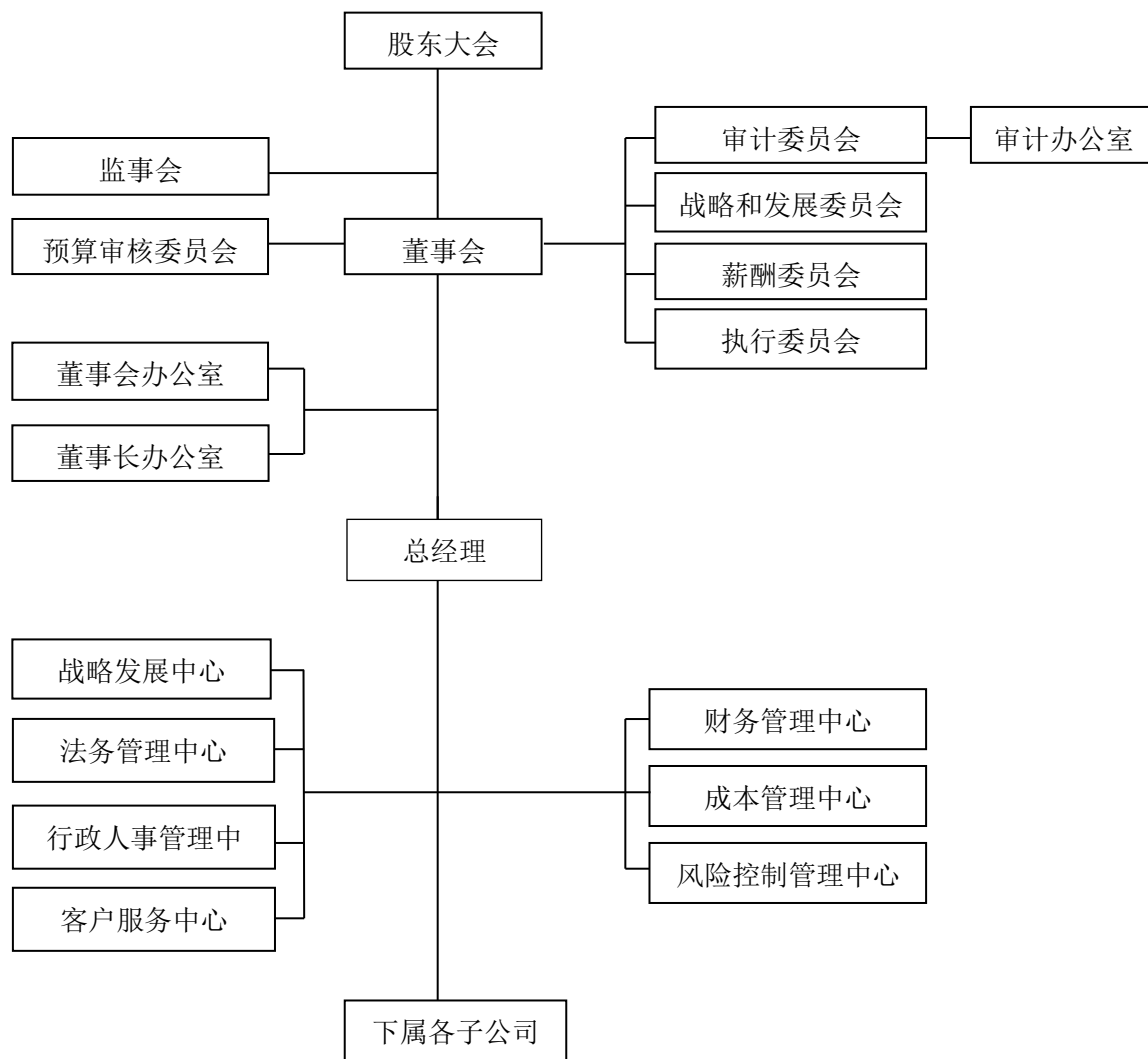 股东大会
审计委员会
审计办公室
监事会
战略和发展委员会
预算审核委员会
董事会
薪酬委员会
执行委员会
董事会办公室
董事长办公室
总经理
战略发展中心
财务管理中心
法务管理中心
成本管理中心
行政人事管理中
风险控制管理中心
客户服务中心
下属各子公司